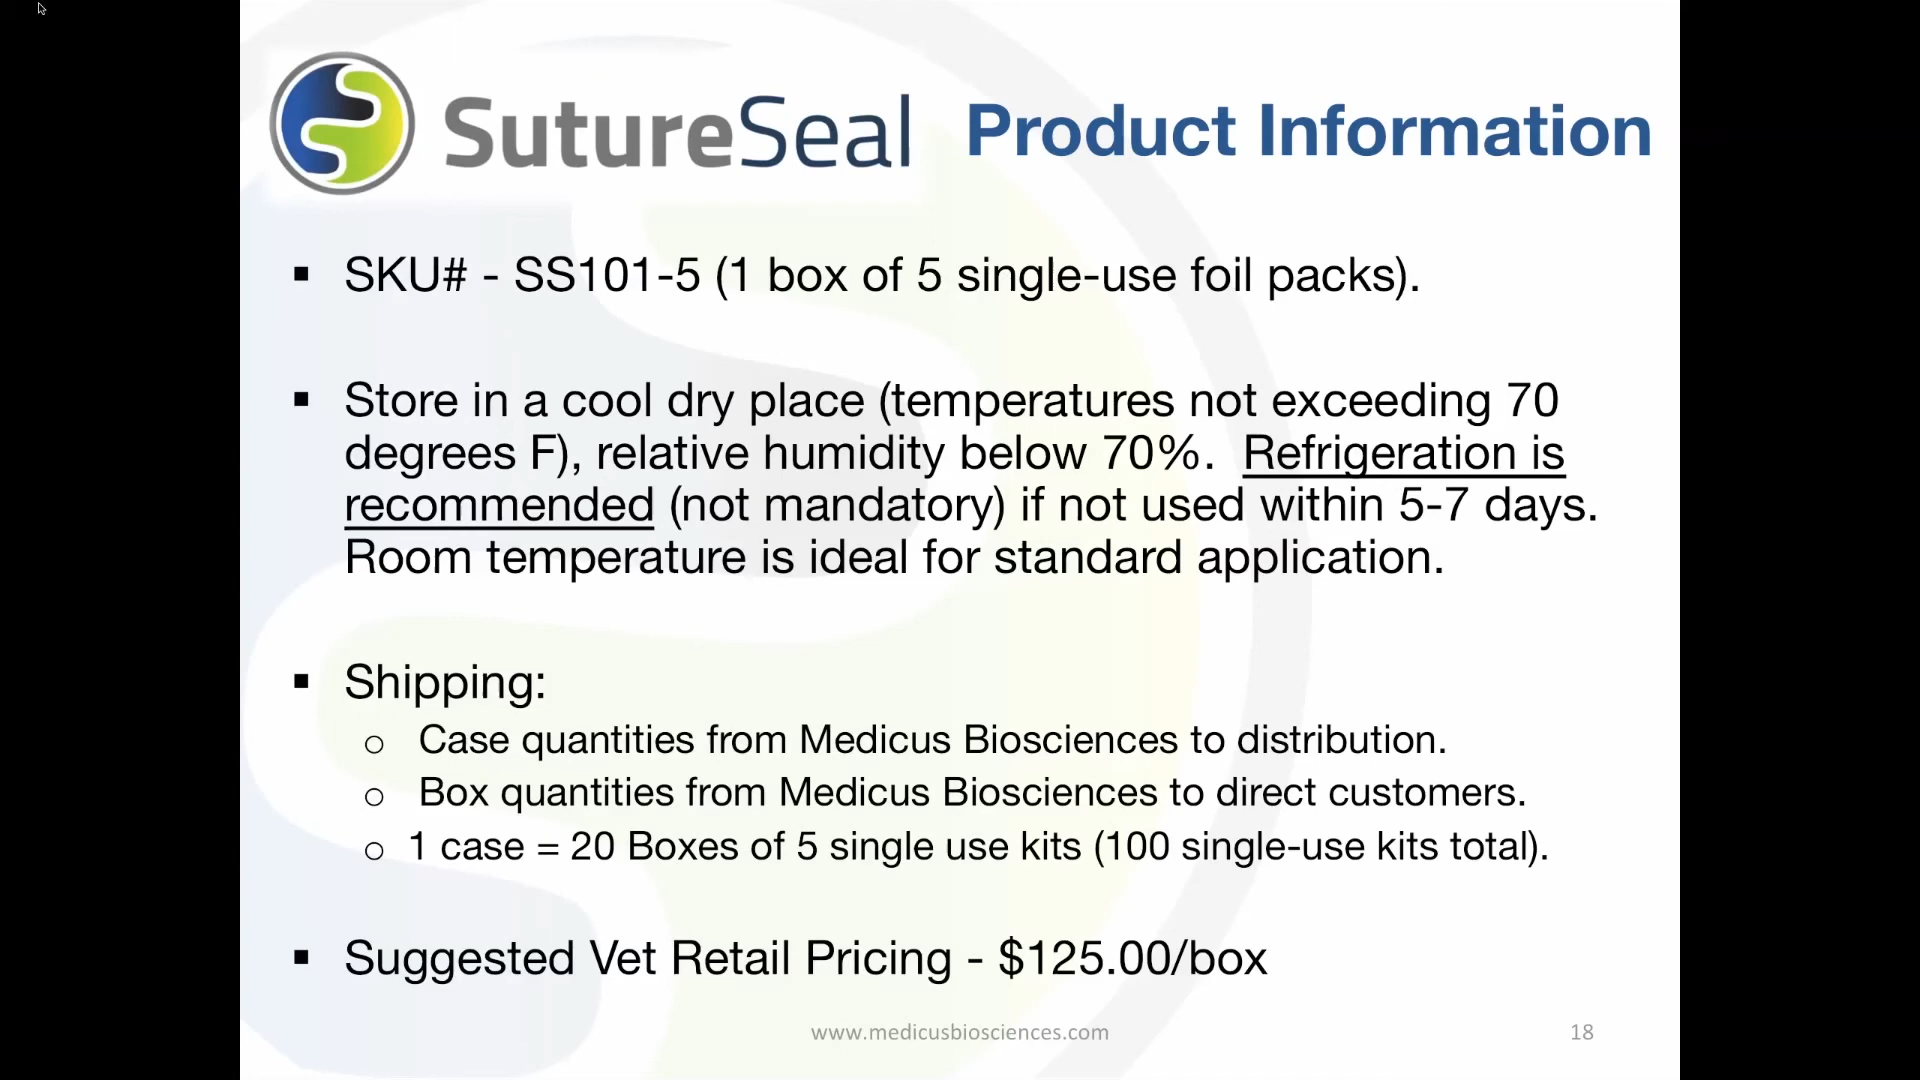 SutureSeal Product Information
▪ SKU# - SS101-5 (1 box of 5 single-use foil packs).
▪ Store in a cool dry place (temperatures not exceeding 70
degrees F), relative humidity below 70%. Refrigeration is
recommended (not mandatory) if not used within 5-7 days.
Room temperature is ideal for standard application.
▪ Shipping:
o Case quantities from Medicus Biosciences to distribution.
o Box quantities from Medicus Biosciences to direct customers.
o 1 case = 20 Boxes of 5 single use kits (100 single-use kits total).
▪ Suggested Vet Retail Pricing - $125.00/box
www.medicusbiosciences.com
18